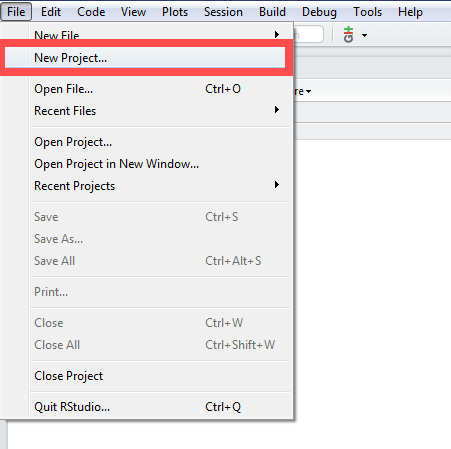 File Edit Code View Plots Session Build Debug Tools Help
New File
New Project...
Open File... Ctrl+O
re
Recent Files
Open Project...
Open Project in New Window...
Recent Projects
Save Ctrl+S
Save As...
Save All Ctrl+Alt+S
Print...
Close Ctrl+W
Close All Ctrl+Shift+W
Close Project
Quit RStudio... Ctrl+Q